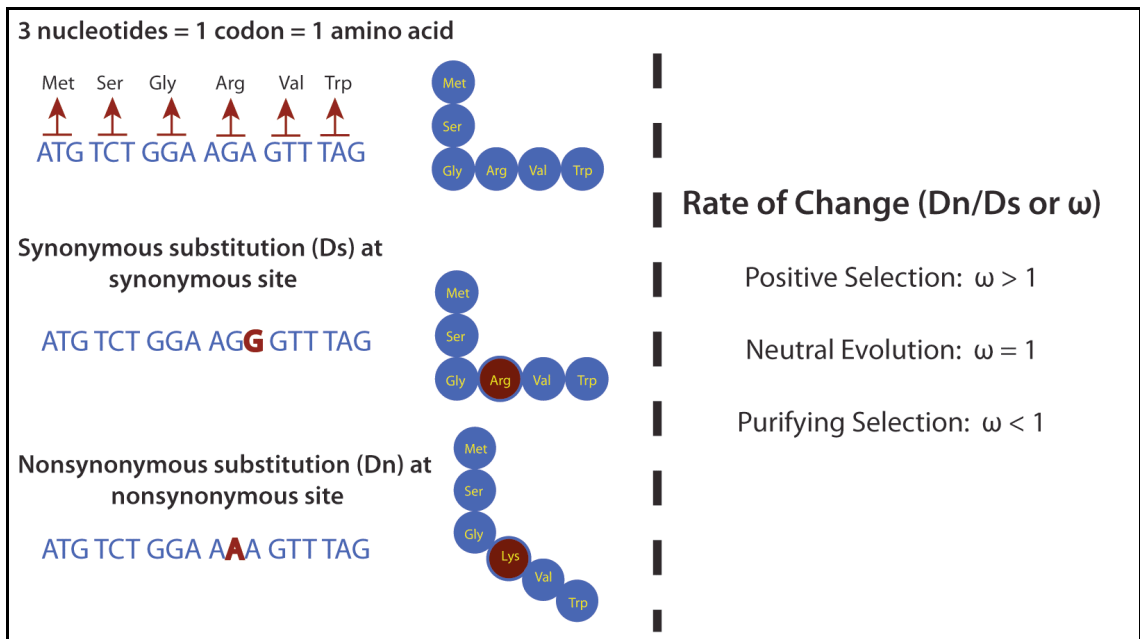 3 nucleotides = 1 codon = 1 amino acid
Met Ser Gly Arg Val Trp
ATG TCT GGA AGA GTT TAG
Met
Ser
Gly Arg Val Trp
Synonymous substitution (Ds) at
synonymous site
ATG TCT GGA AGG GTT TAG
Met
Ser
Gly Arg Val Trp
Nonsynonymous substitution (Dn) at
nonsynonymous site
ATG TCT GGA AAA GTT TAG
Met
Ser
Gly
Lys
Val
Trp
Rate of Change (Dn/Ds or ω)
Positive Selection: ω > 1
Neutral Evolution: ω = 1
Purifying Selection: ω < 1